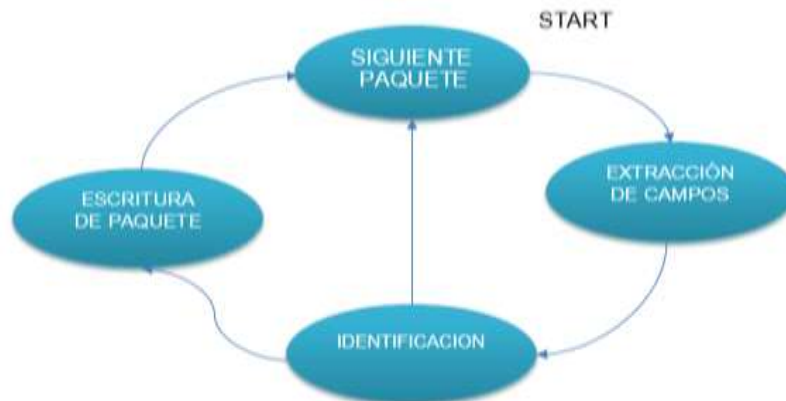 START
SIGUIENTE
PAQUETE
EXTRACCIÓN
DE CAMPOS
ESCRITURA
DE PAQUETE
IDENTIFICACION